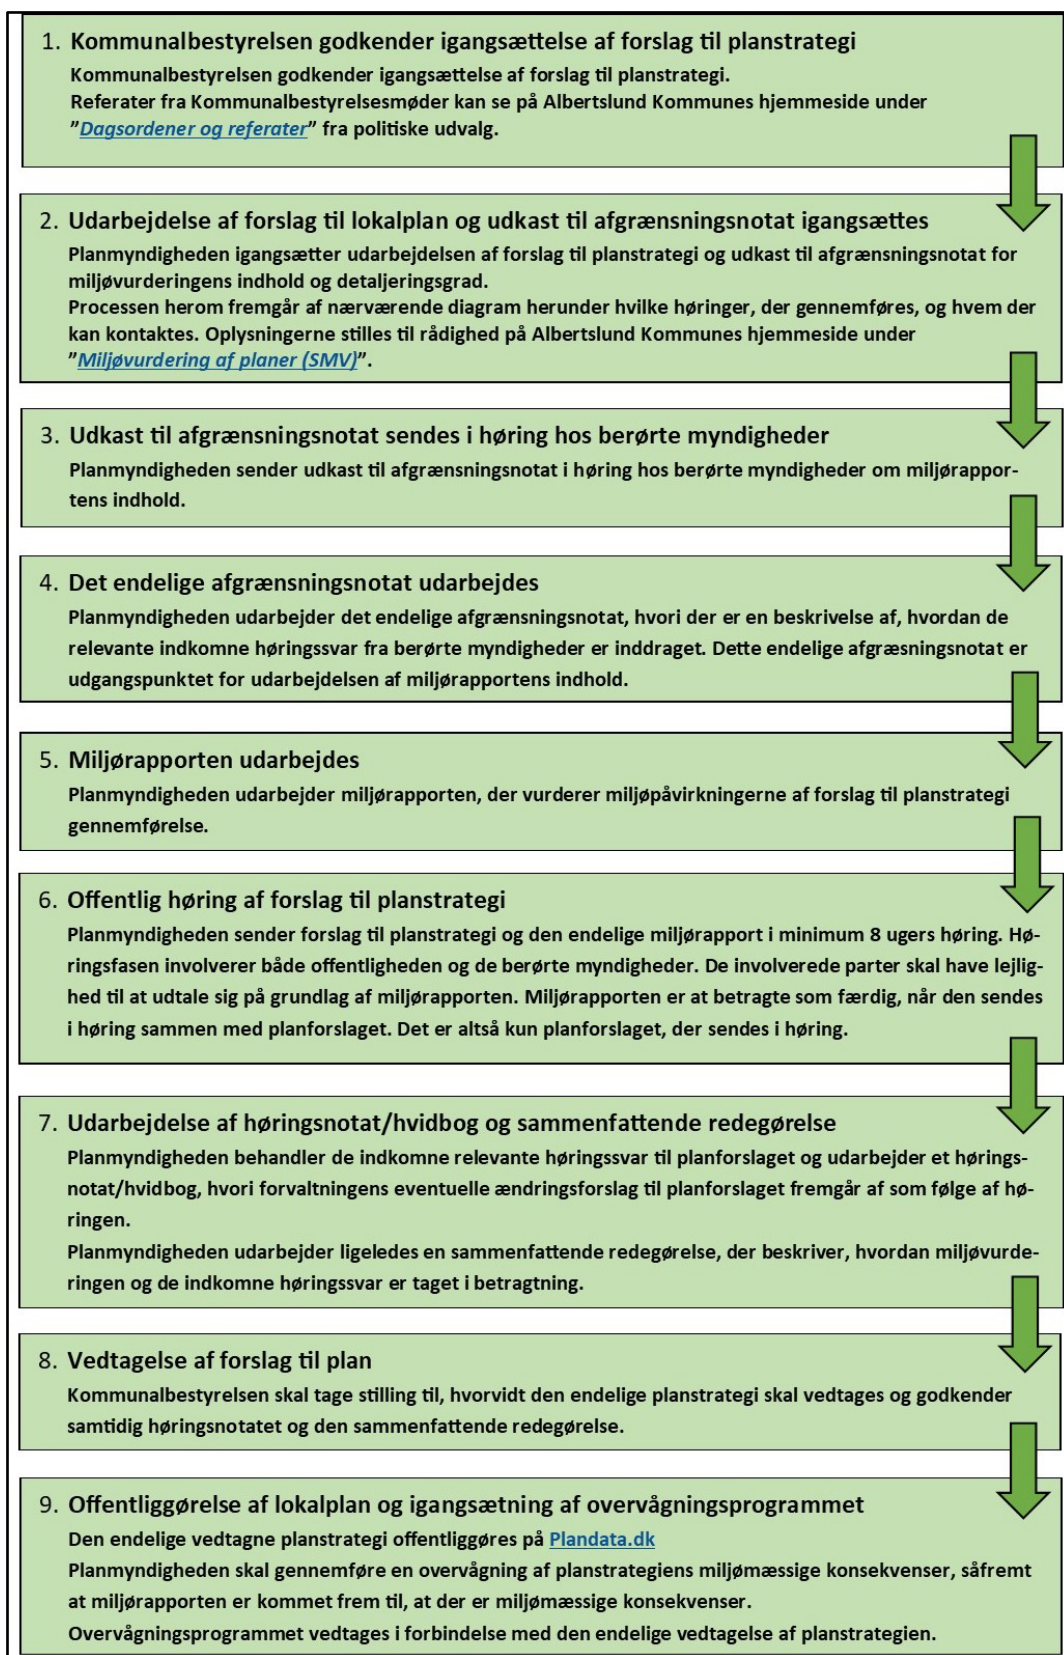 1. Kommunalbestyrelsen godkender igangsættelse af forslag til planstrategi
Kommunalbestyrelsen godkender igangsættelse af forslag til planstrategi.
Referater fra Kommunalbestyrelsesmøder kan se på Albertslund Kommunes hjemmeside under
”Dagsordener og referater” fra politiske udvalg.
2. Udarbejdelse af forslag til lokalplan og udkast til afgrænsningsnotat igangsættes
Planmyndigheden igangsætter udarbejdelsen af forslag til planstrategi og udkast til afgrænsningsnotat for
miljøvurderingens indhold og detaljeringsgrad.
Processen herom fremgår af nærværende diagram herunder hvilke høringer, der gennemføres, og hvem der
kan kontaktes. Oplysningerne stilles til rådighed på Albertslund Kommunes hjemmeside under
”Miljøvurdering af planer (SMV)”.
3. Udkast til afgrænsningsnotat sendes i høring hos berørte myndigheder
Planmyndigheden sender udkast til afgrænsningsnotat i høring hos berørte myndigheder om miljørappor-
tens indhold.
4. Det endelige afgrænsningsnotat udarbejdes
Planmyndigheden udarbejder det endelige afgrænsningsnotat, hvori der er en beskrivelse af, hvordan de
relevante indkomne høringssvar fra berørte myndigheder er inddraget. Dette endelige afgræsningsnotat er
udgangspunktet for udarbejdelsen af miljørapportens indhold.
5. Miljørapporten udarbejdes
Planmyndigheden udarbejder miljørapporten, der vurderer miljøpåvirkningerne af forslag til planstrategi
gennemførelse.
6. Offentlig høring af forslag til planstrategi
Planmyndigheden sender forslag til planstrategi og den endelige miljørapport i minimum 8 ugers høring. Hø-
ringsfasen involverer både offentligheden og de berørte myndigheder. De involverede parter skal have lejlig-
hed til at udtale sig på grundlag af miljørapporten. Miljørapporten er at betragte som færdig, når den sendes
i høring sammen med planforslaget. Det er altså kun planforslaget, der sendes i høring.
7. Udarbejdelse af høringsnotat/hvidbog og sammenfattende redegørelse
Planmyndigheden behandler de indkomne relevante høringssvar til planforslaget og udarbejder et hørings-
notat/hvidbog, hvori forvaltningens eventuelle ændringsforslag til planforslaget fremgår af som følge af hø-
ringen.
Planmyndigheden udarbejder ligeledes en sammenfattende redegørelse, der beskriver, hvordan miljøvurde-
ringen og de indkomne høringssvar er taget i betragtning.
8. Vedtagelse af forslag til plan
Kommunalbestyrelsen skal tage stilling til, hvorvidt den endelige planstrategi skal vedtages og godkender
samtidig høringsnotatet og den sammenfattende redegørelse.
9. Offentliggørelse af lokalplan og igangsætning af overvågningsprogrammet
Den endelige vedtagne planstrategi offentliggøres på Plandata.dk
Planmyndigheden skal gennemføre en overvågning af planstrategiens miljømæssige konsekvenser, såfremt
at miljørapporten er kommet frem til, at der er miljømæssige konsekvenser.
Overvågningsprogrammet vedtages i forbindelse med den endelige vedtagelse af planstrategien.